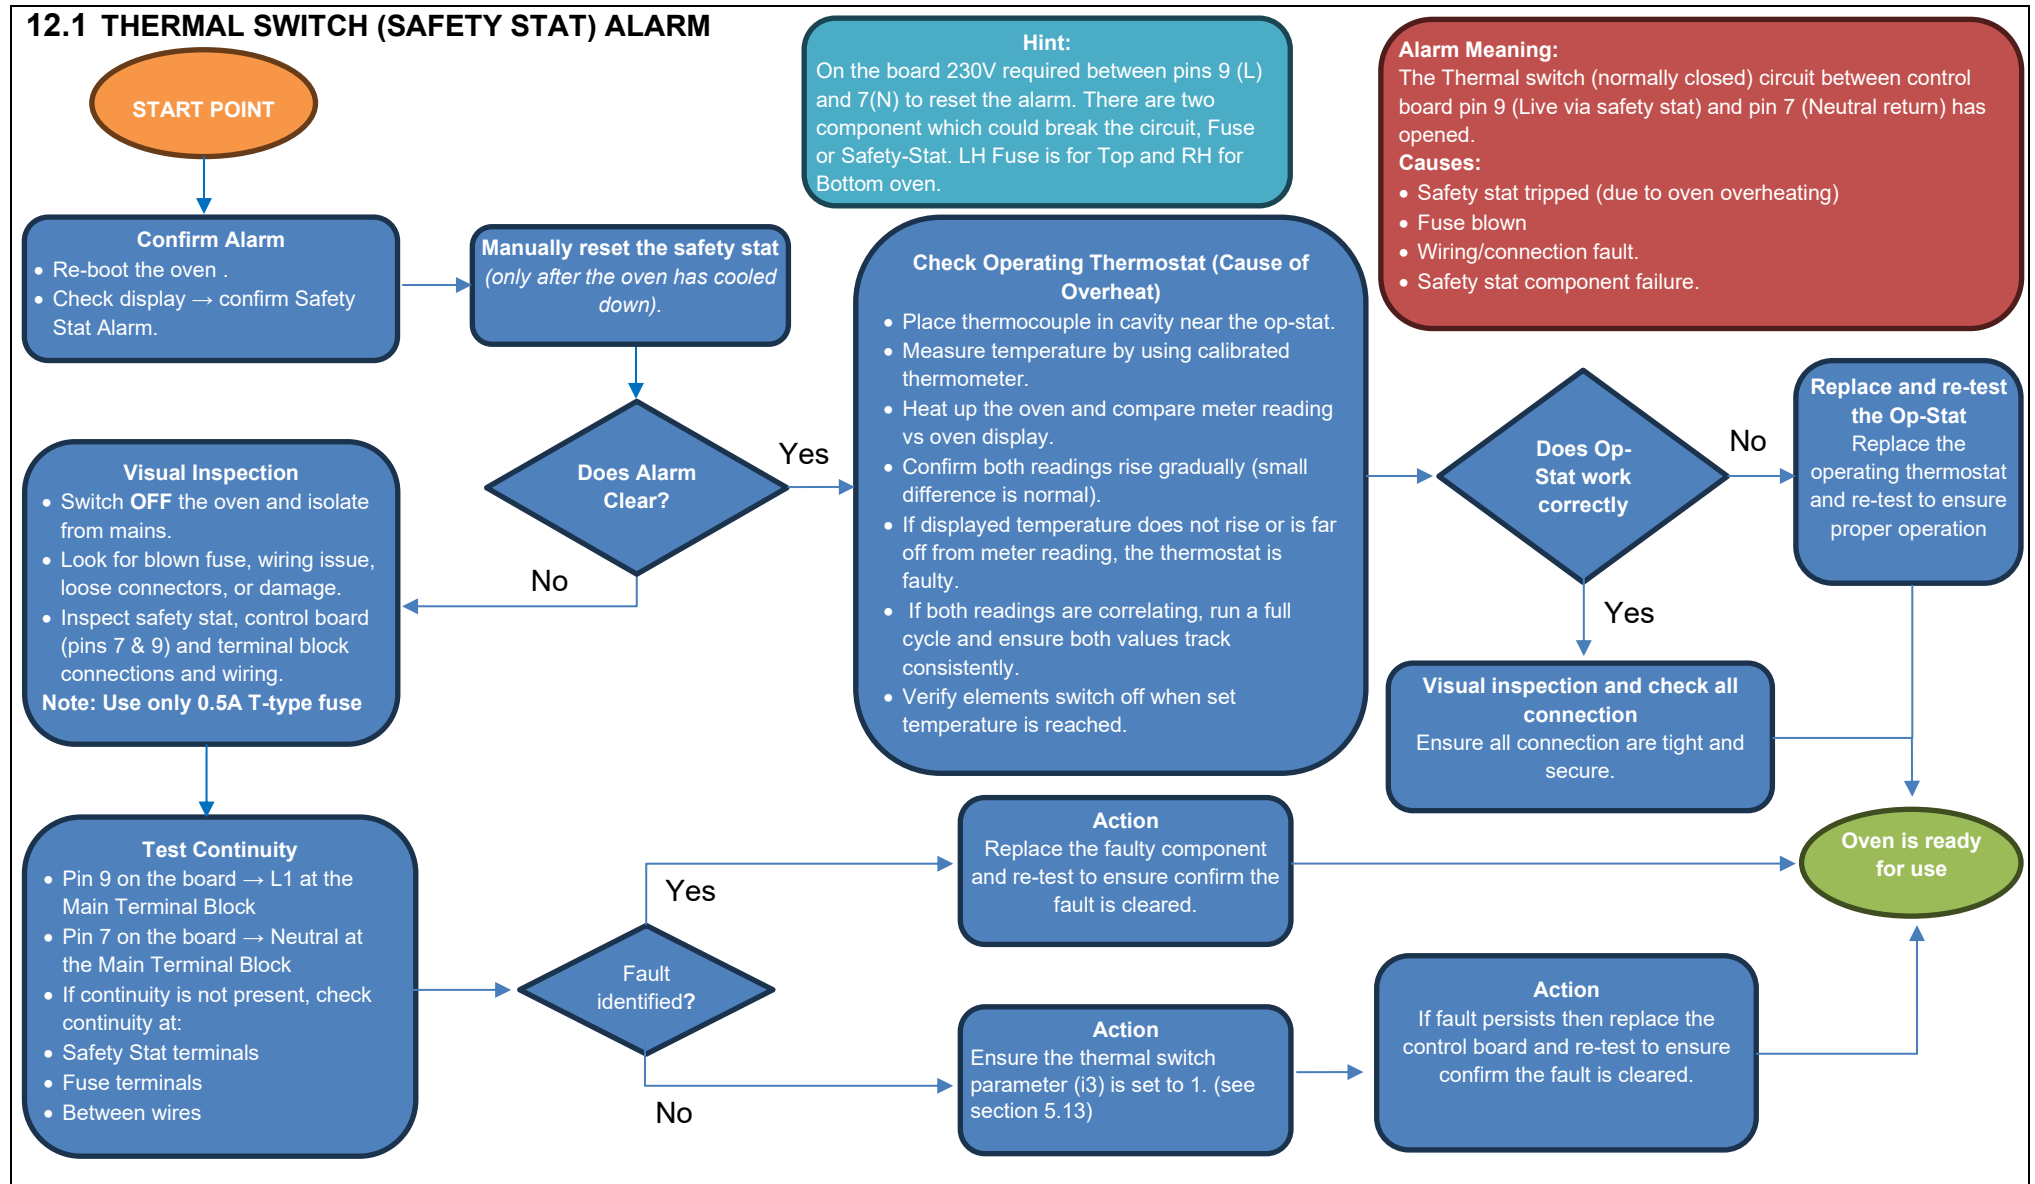 12.1 THERMAL SWITCH (SAFETY STAT) ALARM
START POINT
Hint:
On the board 230V required between pins 9 (L)
and 7(N) to reset the alarm. There are two
component which could break the circuit, Fuse
or Safety-Stat. LH Fuse is for Top and RH for
Bottom oven.
Alarm Meaning:
The Thermal switch (normally closed) circuit between control
board pin 9 (Live via safety stat) and pin 7 (Neutral return) has
opened.
Causes:
• Safety stat tripped (due to oven overheating)
• Fuse blown
• Wiring/connection fault.
• Safety stat component failure.
Confirm Alarm
• Re-boot the oven .
• Check display → confirm Safety
Stat Alarm.
Manually reset the safety stat
(only after the oven has cooled
down).
Does Alarm
Clear?
Yes
No
Check Operating Thermostat (Cause of
Overheat)
• Place thermocouple in cavity near the op-stat.
• Measure temperature by using calibrated
thermometer.
• Heat up the oven and compare meter reading
vs oven display.
• Confirm both readings rise gradually (small
difference is normal).
• If displayed temperature does not rise or is far
off from meter reading, the thermostat is
faulty.
• If both readings are correlating, run a full
cycle and ensure both values track
consistently.
• Verify elements switch off when set
temperature is reached.
Does Op-
Stat work
correctly
No
Yes
Replace and re-test
the Op-Stat
Replace the
operating thermostat
and re-test to ensure
proper operation
Visual inspection and check all
connection
Ensure all connection are tight and
secure.
Visual Inspection
• Switch OFF the oven and isolate
from mains.
• Look for blown fuse, wiring issue,
loose connectors, or damage.
• Inspect safety stat, control board
(pins 7 & 9) and terminal block
connections and wiring.
Note: Use only 0.5A T-type fuse
Test Continuity
• Pin 9 on the board → L1 at the
Main Terminal Block
• Pin 7 on the board → Neutral at
the Main Terminal Block
• If continuity is not present, check
continuity at:
• Safety Stat terminals
• Fuse terminals
• Between wires
Fault
identified?
Yes
No
Action
Replace the faulty component
and re-test to ensure confirm the
fault is cleared.
Action
Ensure the thermal switch
parameter (i3) is set to 1. (see
section 5.13)
Action
If fault persists then replace the
control board and re-test to ensure
confirm the fault is cleared.
Oven is ready
for use